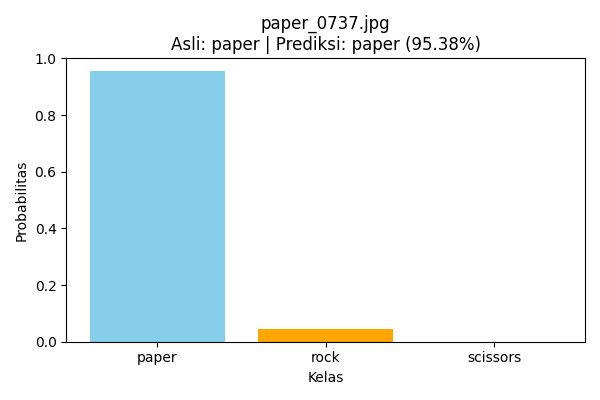 paper_0737.jpg
Asli: paper | Prediksi: paper (95.38%)
1.0
0.8
0.6
0.4
0.2
0.0
Probabilitas
paper
rock
scissors
Kelas